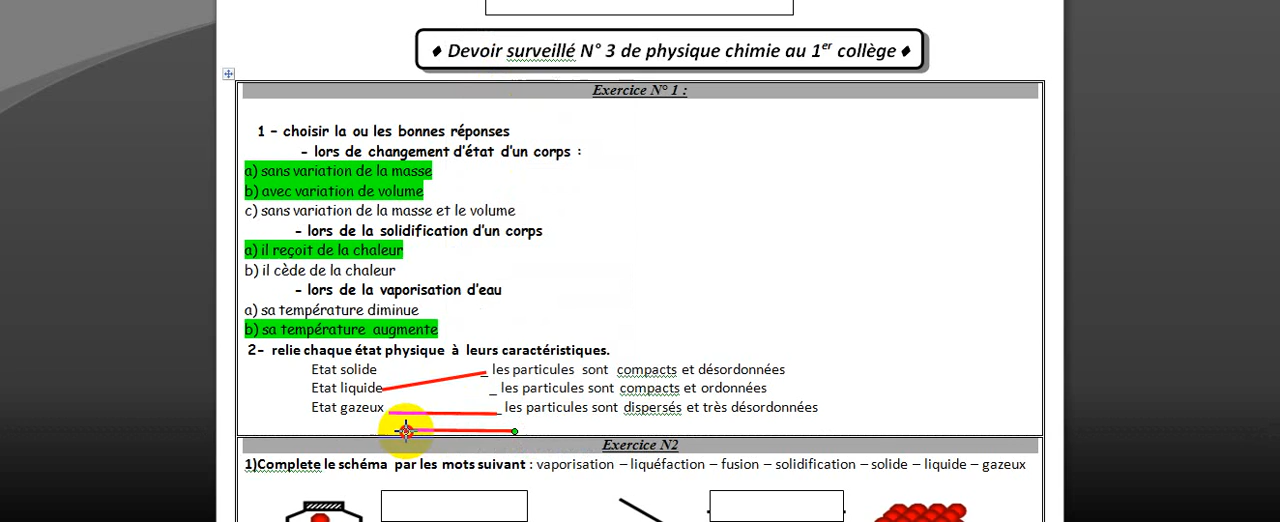 ♦ Devoir surveillé N° 3 de physique chimie au 1er collège ♦
Exercice N° 1 :
1 – choisir la ou les bonnes réponses
- lors de changement d'état d'un corps :
a) sans variation de la masse
b) avec variation de volume
c) sans variation de la masse et le volume
- lors de la solidification d'un corps
a) il reçoit de la chaleur
b) il cède de la chaleur
- lors de la vaporisation d'eau
a) sa température diminue
b) sa température augmente
2- relie chaque état physique à leurs caractéristiques.
Etat solide _ les particules sont compacts et désordonnées
Etat liquide _ les particules sont compacts et ordonnées
Etat gazeux _ les particules sont dispersés et très désordonnées
Exercice N2
1)Complete le schéma par les mots suivant : vaporisation – liquéfaction – fusion – solidification – solide – liquide – gazeux